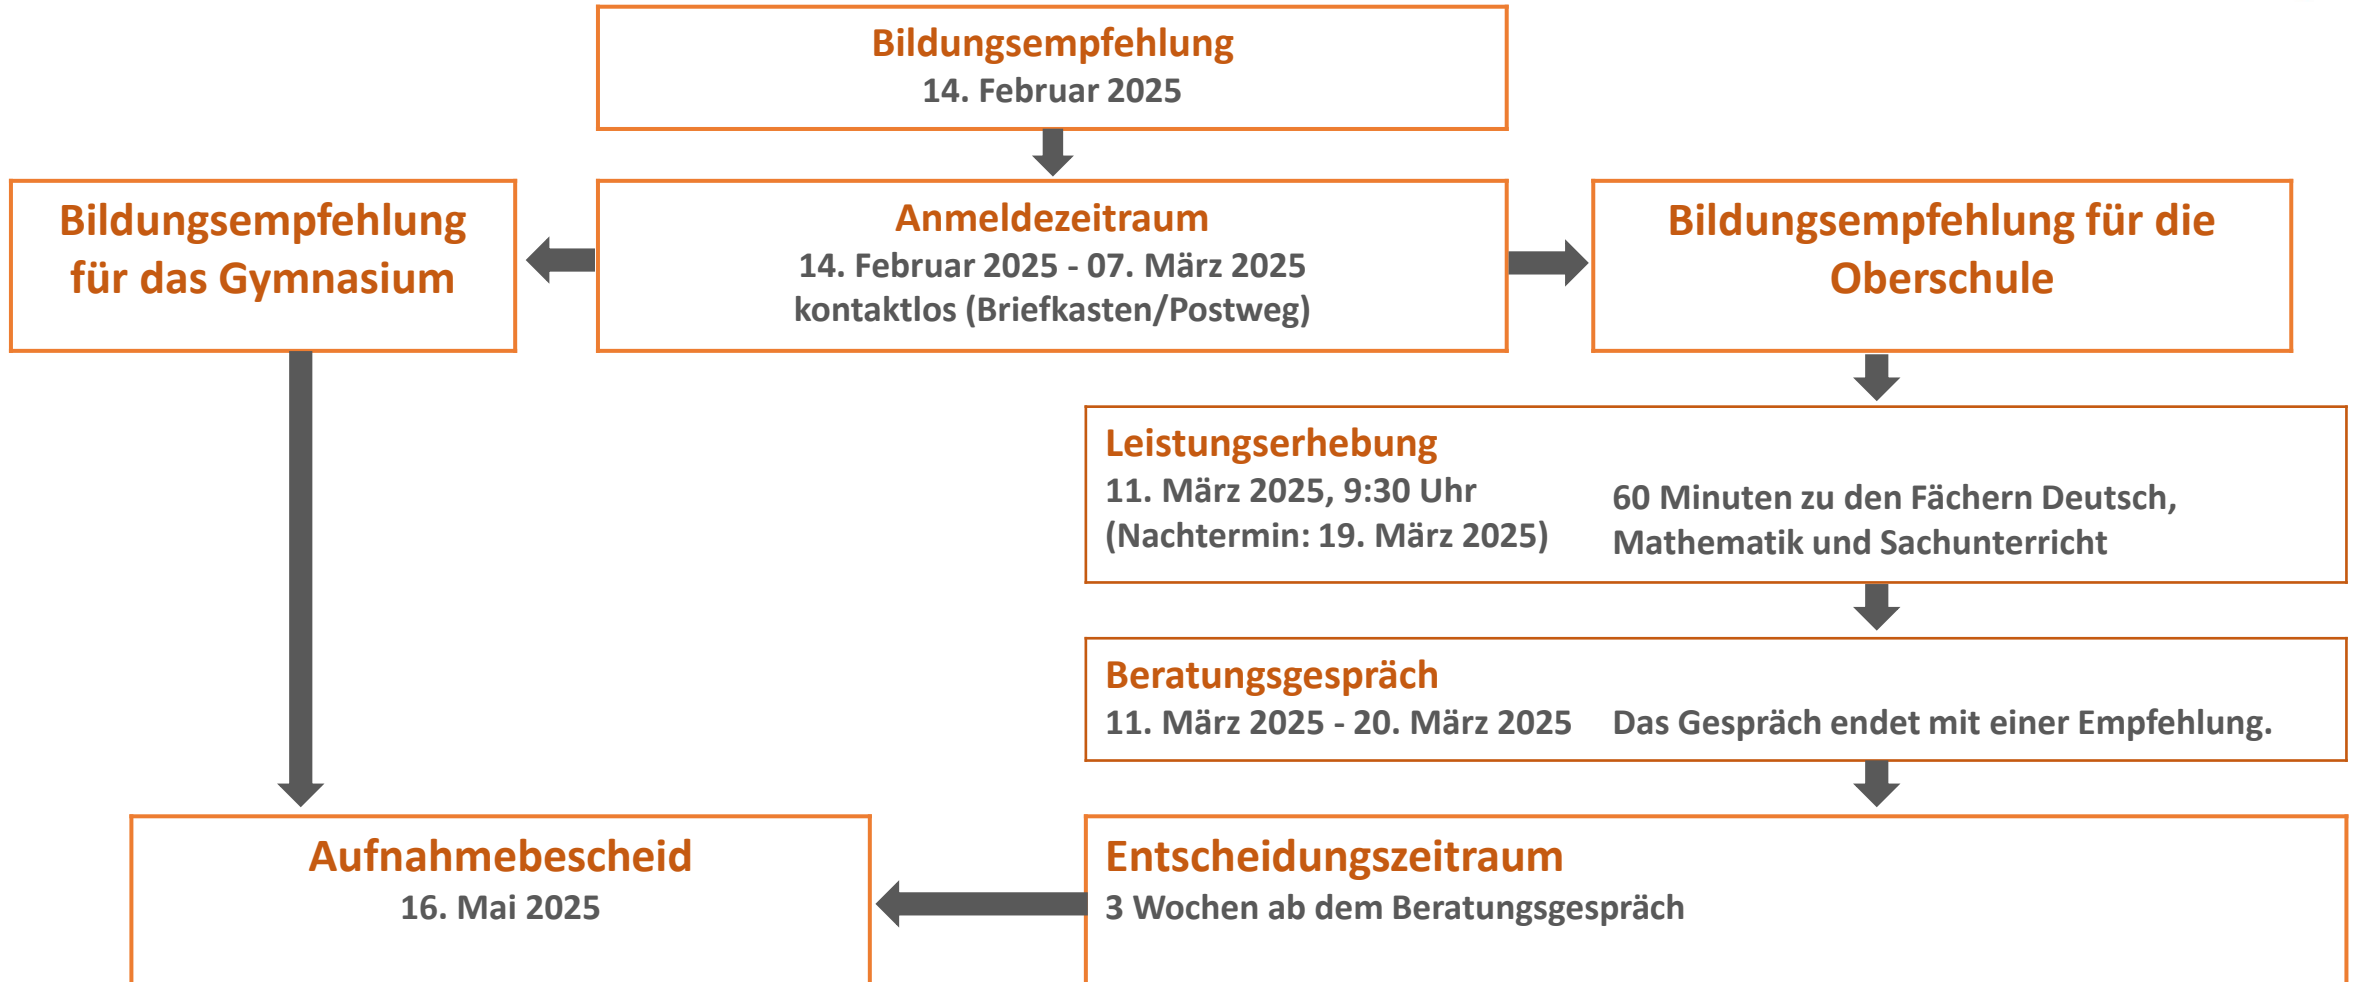 Bildungsempfehlung
14. Februar 2025
Bildungsempfehlung
für das Gymnasium
Anmeldezeitraum
14. Februar 2025 - 07. März 2025
kontaktlos (Briefkasten/Postweg)
Bildungsempfehlung für die
Oberschule
Leistungserhebung
11. März 2025, 9:30 Uhr
(Nachtermin: 19. März 2025)
60 Minuten zu den Fächern Deutsch,
Mathematik und Sachunterricht
Beratungsgespräch
11. März 2025 - 20. März 2025
Das Gespräch endet mit einer Empfehlung.
Aufnahmebescheid
16. Mai 2025
Entscheidungszeitraum
3 Wochen ab dem Beratungsgespräch